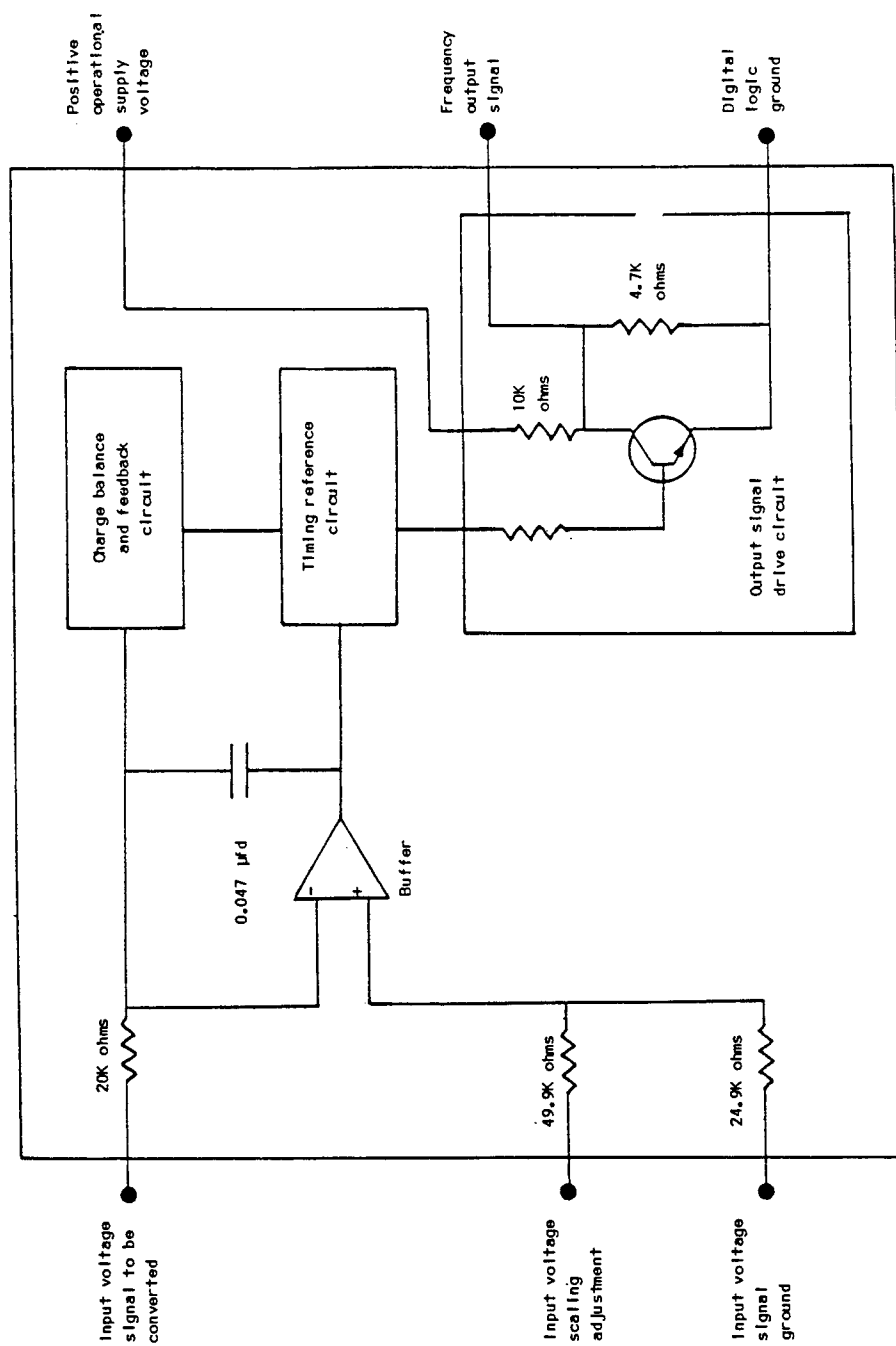 Positive
operational
supply
voltage
Frequency
output
signal
Digital
logic
ground
Charge balance
and feedback
circuit
Timing reference
circuit
10K
ohms
4.7K
ohms
Output signal
drive circuit
0.047 µfd
-
+
Buffer
20K ohms
49.9K ohms
24.9K ohms
Input voltage
signal to be
converted
Input voltage
scaling
adjustment
Input voltage
signal
ground